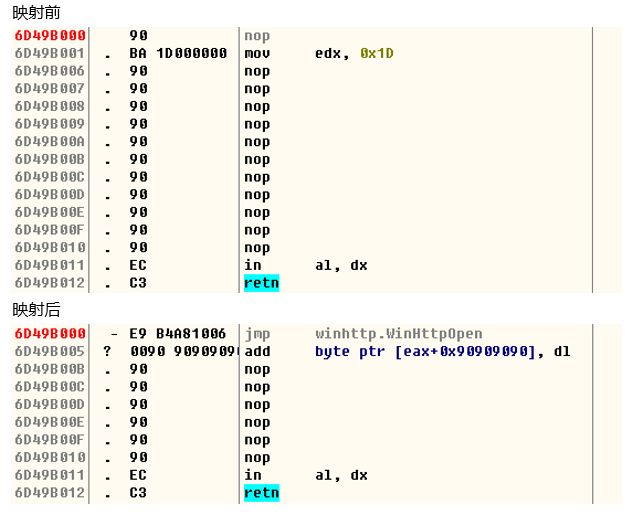 映射前
6D49B000 90 nop
6D49B001 . BA 1D000000 mov edx, 0x1D
6D49B006 . 90 nop
6D49B007 . 90 nop
6D49B008 . 90 nop
6D49B009 . 90 nop
6D49B00A . 90 nop
6D49B00B . 90 nop
6D49B00C . 90 nop
6D49B00D . 90 nop
6D49B00E . 90 nop
6D49B00F . 90 nop
6D49B010 . 90 nop
6D49B011 . EC in al, dx
6D49B012 . C3 retn
映射后
6D49B000 - E9 B4A81006 jmp winhttp.WinHttpOpen
6D49B005 ? 0090 9090909 add byte ptr [eax+0x90909090], dl
6D49B00B . 90 nop
6D49B00C . 90 nop
6D49B00D . 90 nop
6D49B00E . 90 nop
6D49B00F . 90 nop
6D49B010 . 90 nop
6D49B011 . EC in al, dx
6D49B012 . C3 retn